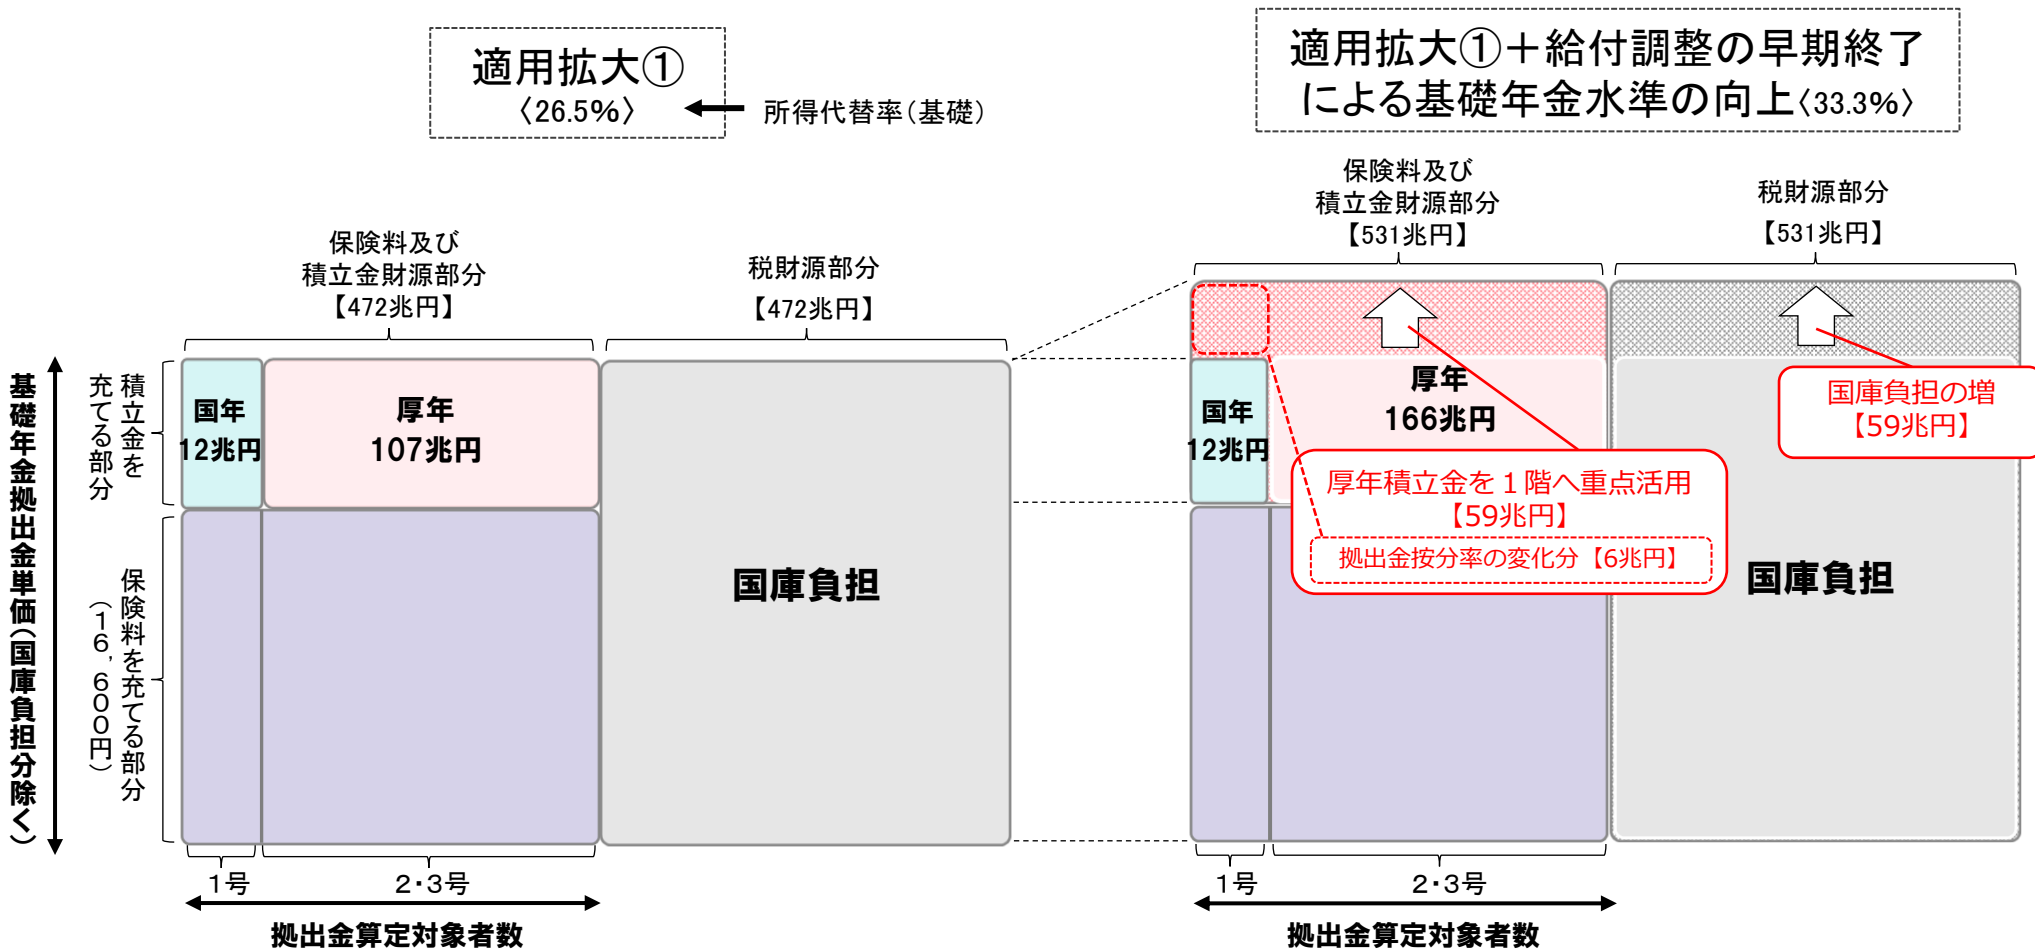 適用拡大①
〈26.5%〉
所得代替率（基礎）
適用拡大①＋給付調整の早期終了
による基礎年金水準の向上〈33.3%〉
保険料及び
積立金財源部分
【472兆円】
税財源部分
【472兆円】
保険料及び
積立金財源部分
【531兆円】
税財源部分
【531兆円】
基礎年金拠出金単価（国庫負担分除く）
積立金を
充てる部分
保険料を充てる部分
（１６,６００円）
国年
12兆円
厚年
107兆円
国庫負担
1号
2・3号
拠出金算定対象者数
国年
12兆円
厚年
166兆円
国庫負担の増
【59兆円】
厚年積立金を１階へ重点活用
【59兆円】
拠出金按分率の変化分【6兆円】
国庫負担
1号
2・3号
拠出金算定対象者数